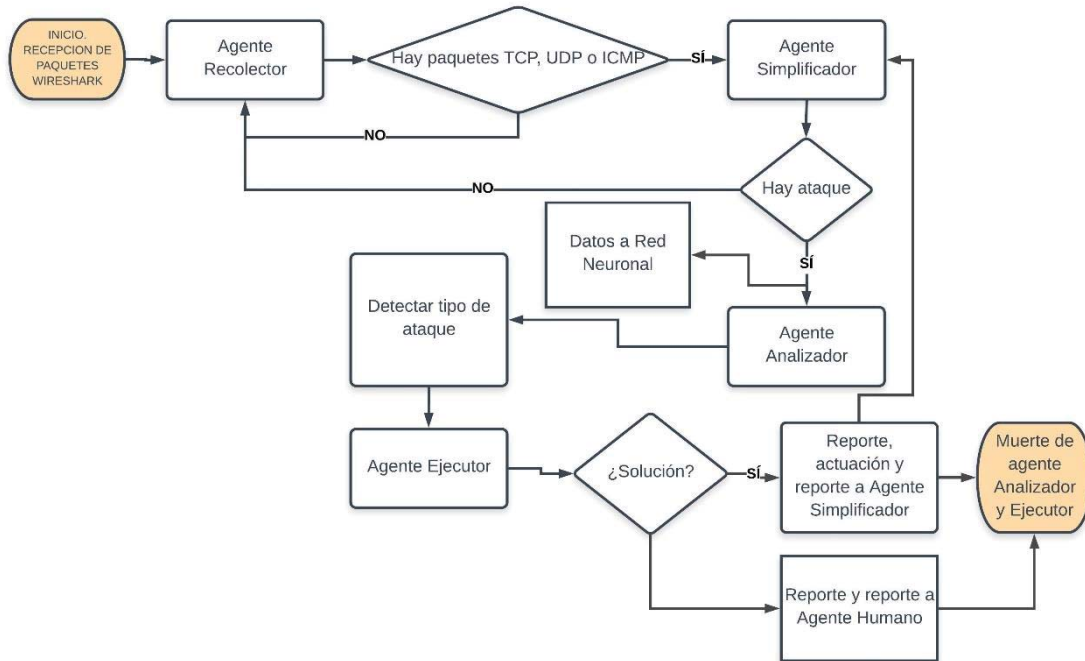 INICIO.
RECEPCION DE
PAQUETES
WIRESHARK
Agente
Recolector
Hay paquetes TCP, UDP o ICMP
SÍ
Agente
Simplificador
NO
NO
Hay ataque
SÍ
Datos a Red
Neuronal
Agente
Analizador
Detectar tipo de
ataque
Agente Ejecutor
¿Solución?
SÍ
Reporte,
actuación y
reporte a Agente
Simplificador
Muerte de
agente
Analizador
y Ejecutor
Reporte y reporte a
Agente Humano